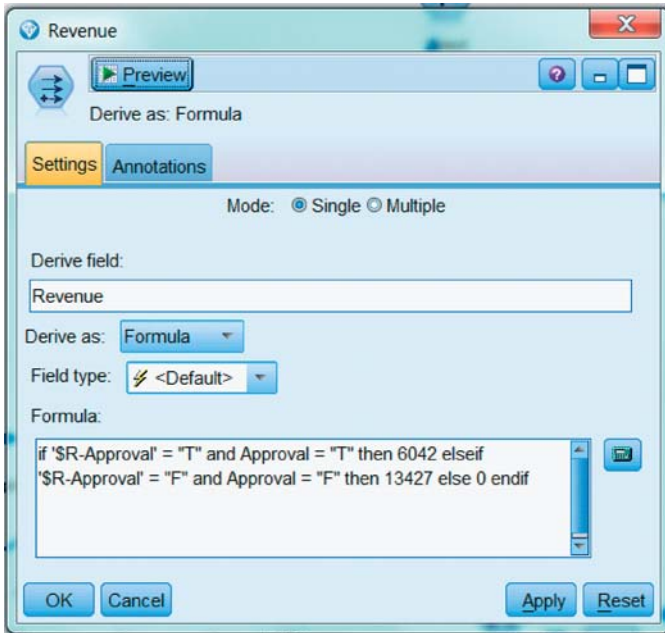 Revenue
Preview
Derive as: Formula
Settings Annotations
Mode: Single Multiple
Derive field:
Revenue
Derive as: Formula
Field type: <Default>
Formula:
if '$R-Approval' = "T" and Approval = "T" then 6042 elseif
'$R-Approval' = "F" and Approval = "F" then 13427 else 0 endif
OK Cancel Apply Reset